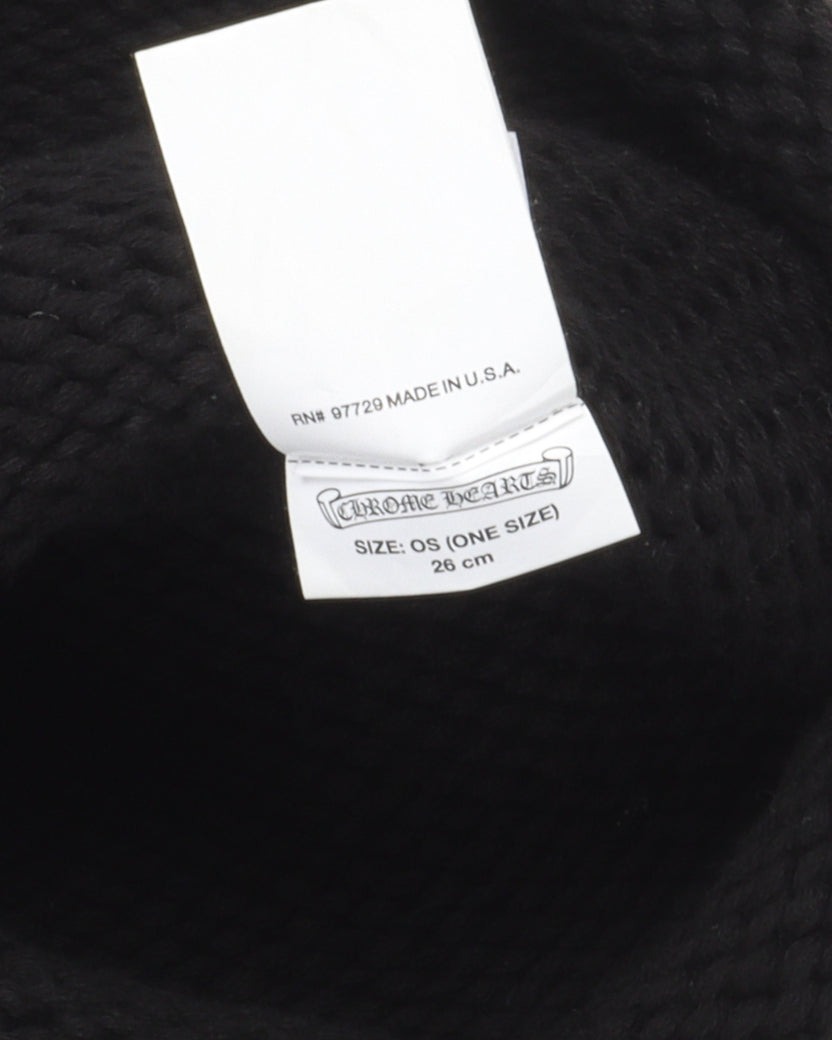 RN# 97729 MADE IN U.S.A.
CHROME HEARTS
SIZE: OS (ONE SIZE)
26 cm